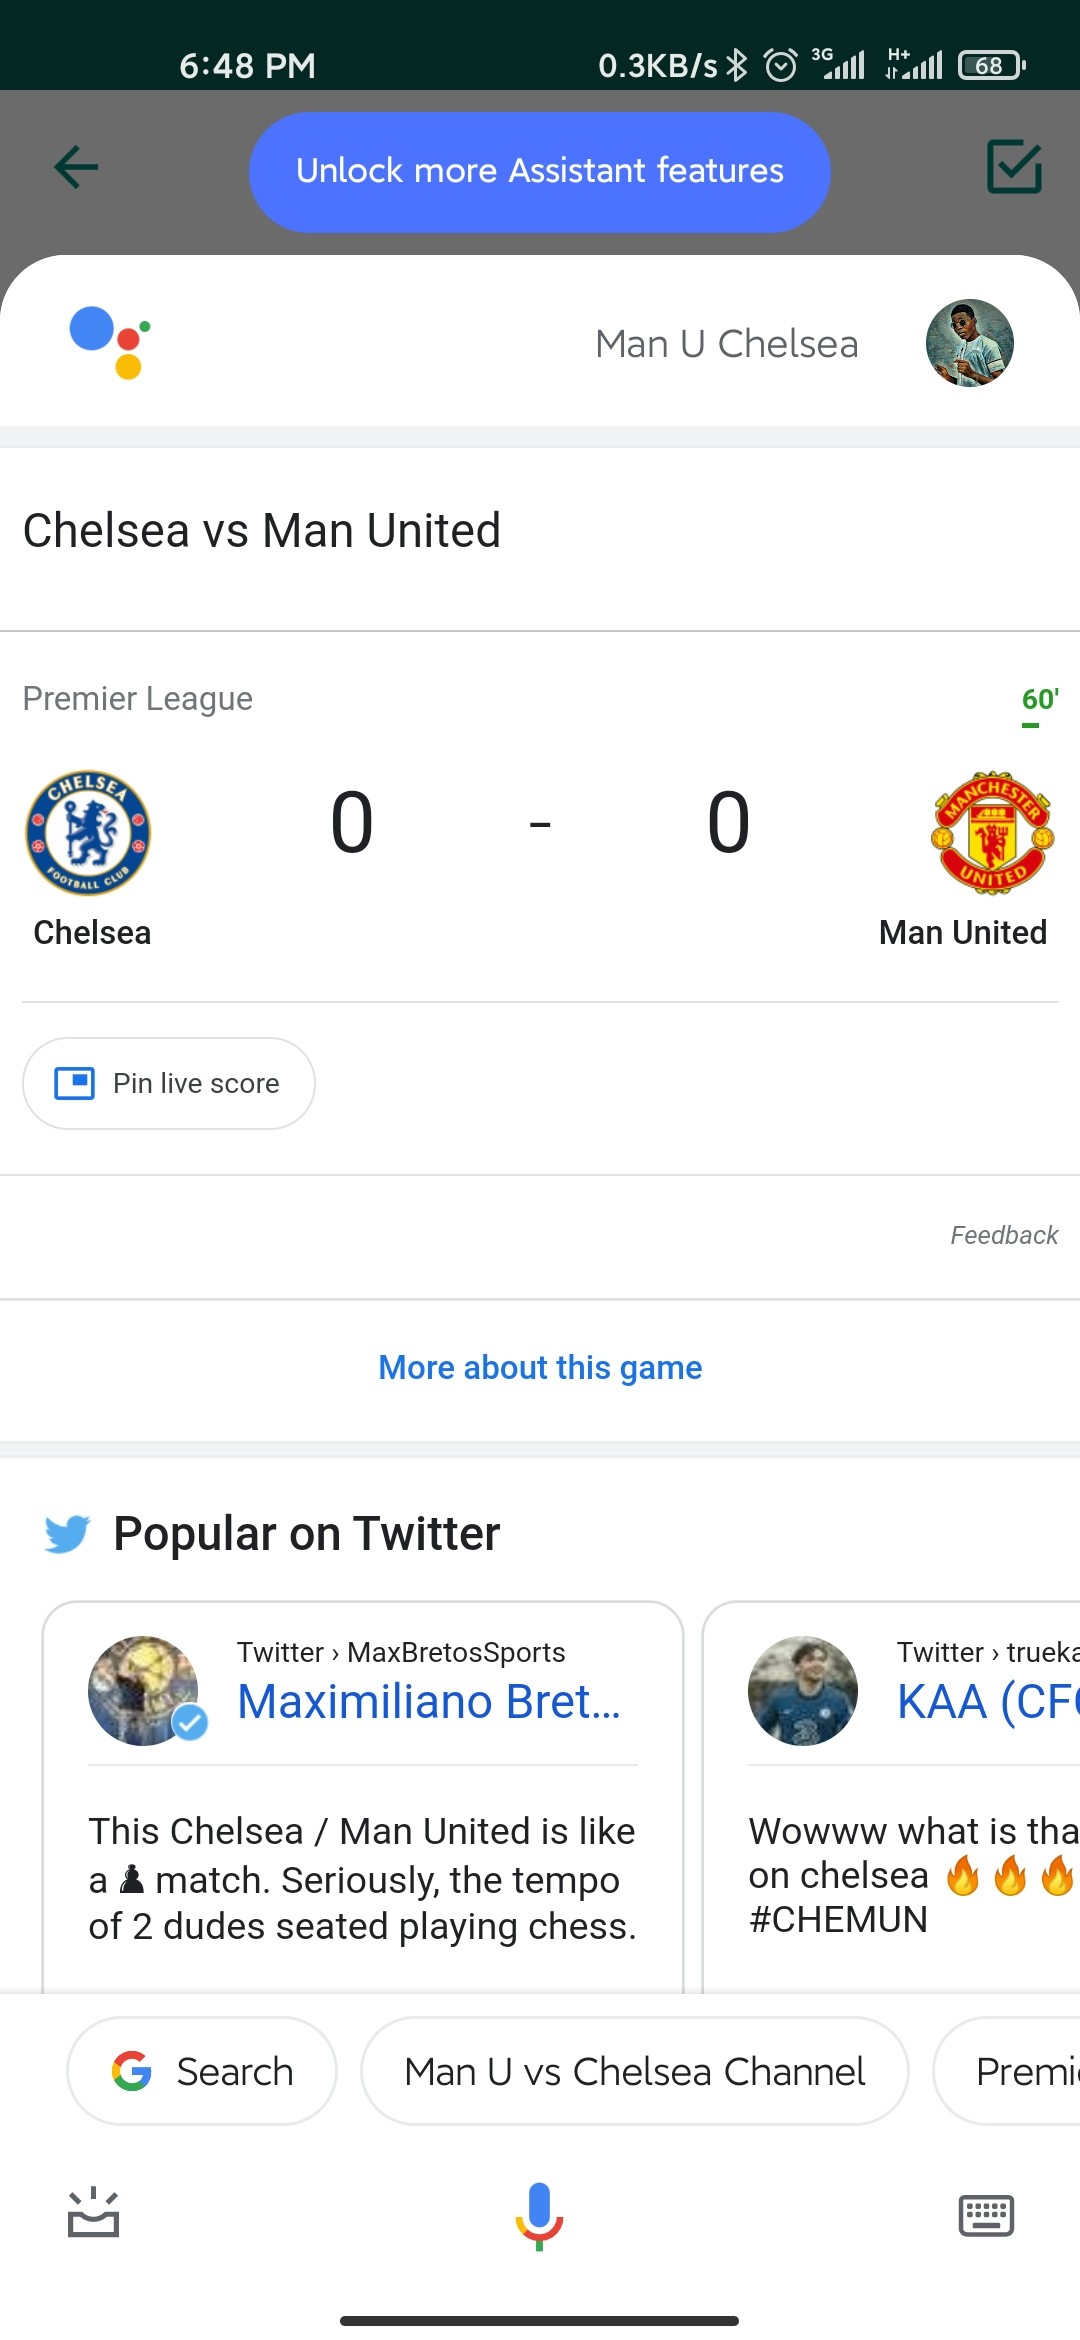 6:48 PM
0.3KB/s
3G
H+
68
Unlock more Assistant features
Man U Chelsea
Chelsea vs Man United
Premier League
60'
CHELSEA
FOOTBALL CLUB
0 - 0
MANCHESTER
UNITED
Chelsea
Man United
Pin live score
Feedback
More about this game
Popular on Twitter
Twitter › MaxBretosSports
Maximiliano Bret...
This Chelsea / Man United is like
a ♟ match. Seriously, the tempo
of 2 dudes seated playing chess.
Twitter › trueka
KAA (CFC
Wowww what is tha
on chelsea 🔥🔥🔥
#CHEMUN
Search
Man U vs Chelsea Channel
Premi